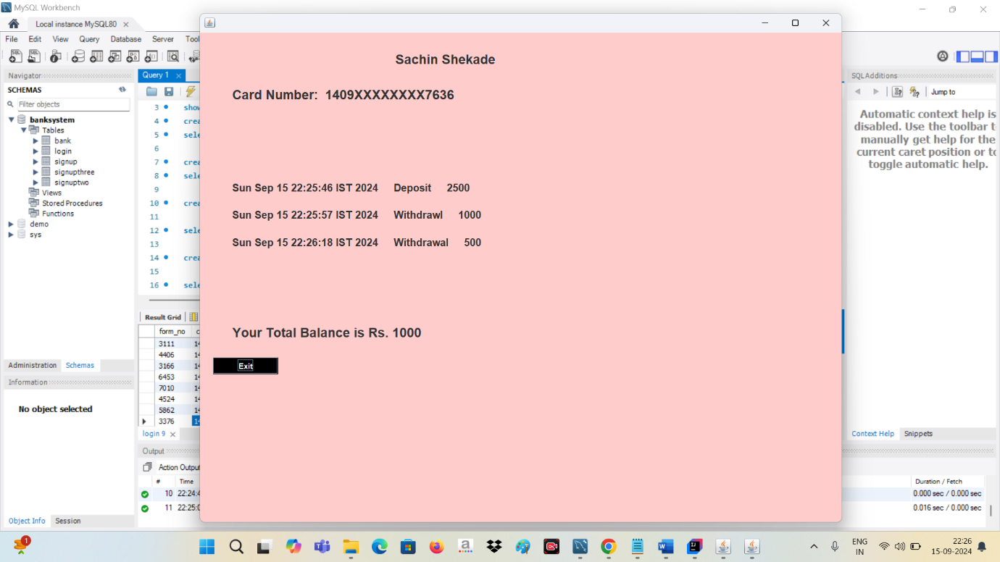 MySQL Workbench
Local instance MySQL80
File Edit View Query Database Server Tool
Navigator
SCHEMAS
Filter objects
banksystem
Tables
bank
login
signup
signupthree
signuptwo
Views
Stored Procedures
Functions
demo
sys
Administration Schemas
Information
No object selected
Object Info Session
Query 1
3 show
4 crea
5 sele
6
7 crea
8 sele
9
10 crea
11
12 sele
13
14 crea
15
16 sele
Result Grid
form_no c
3111 14
4406 14
3166 14
6453 14
7010 14
4524 14
5862 14
3376 14
login 9
Output
Action Output
# Time
10 22:24:4
11 22:25:0
Sachin Shekade
Card Number: 1409XXXXXXXX7636
Sun Sep 15 22:25:46 IST 2024 Deposit 2500
Sun Sep 15 22:25:57 IST 2024 Withdrawl 1000
Sun Sep 15 22:26:18 IST 2024 Withdrawal 500
Your Total Balance is Rs. 1000
Exit
SQLAdditions
Jump to
Automatic context help is
disabled. Use the toolbar t
manually get help for the
current caret position or to
toggle automatic help.
Context Help Snippets
Duration / Fetch
0.000 sec / 0.000 sec
0.016 sec / 0.000 sec
1
ENG
IN
22:26
15-09-2024